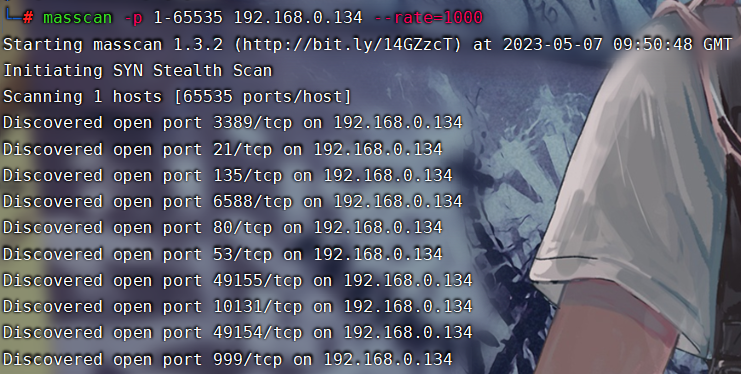 └─# masscan -p 1-65535 192.168.0.134 --rate=1000
Starting masscan 1.3.2 (http://bit.ly/14GZzcT) at 2023-05-07 09:50:48 GMT
Initiating SYN Stealth Scan
Scanning 1 hosts [65535 ports/host]
Discovered open port 3389/tcp on 192.168.0.134
Discovered open port 21/tcp on 192.168.0.134
Discovered open port 135/tcp on 192.168.0.134
Discovered open port 6588/tcp on 192.168.0.134
Discovered open port 80/tcp on 192.168.0.134
Discovered open port 53/tcp on 192.168.0.134
Discovered open port 49155/tcp on 192.168.0.134
Discovered open port 10131/tcp on 192.168.0.134
Discovered open port 49154/tcp on 192.168.0.134
Discovered open port 999/tcp on 192.168.0.134